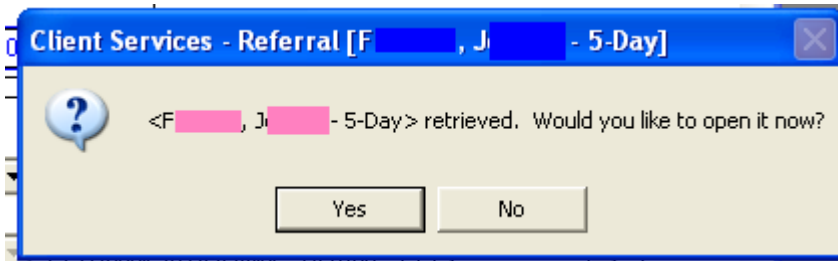 Client Services - Referral [F , J - 5-Day]
<F , J - 5-Day> retrieved. Would you like to open it now?
Yes
No